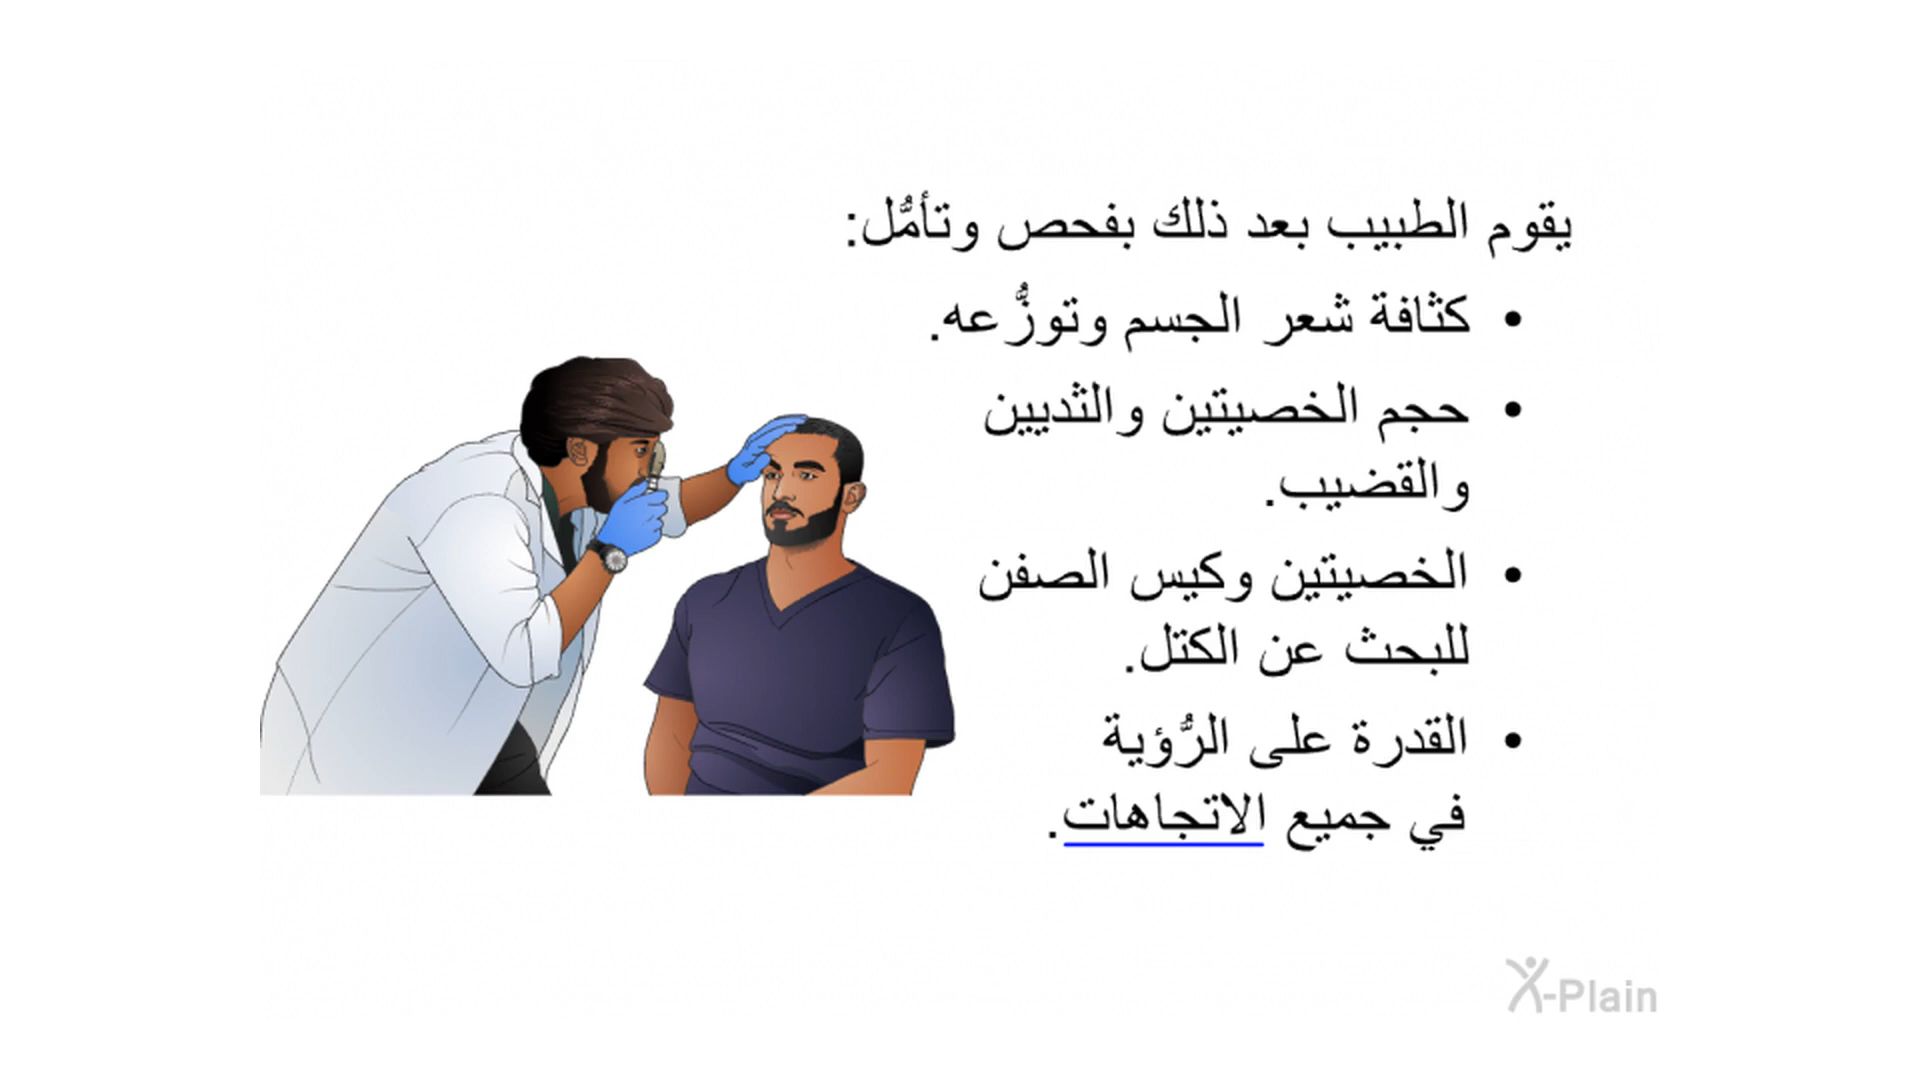 يقوم الطبيب بعد ذلك بفحص وتأمُّل:
• كثافة شعر الجسم وتوزُّعه.
• حجم الخصيتين والثديين
والقضيب.
• الخصيتين وكيس الصفن
للبحث عن الكتل.
• القدرة على الرُّؤية
في جميع الاتجاهات.
X-Plain